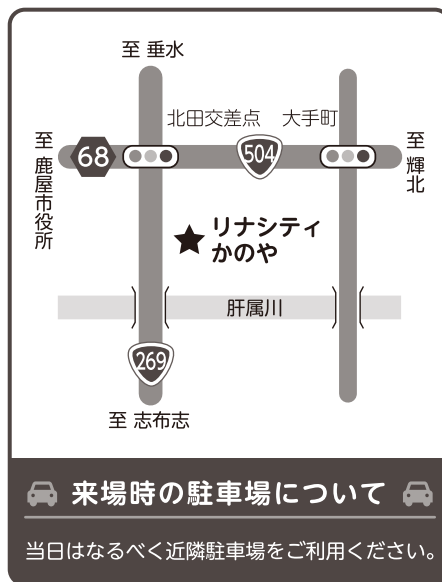 至 垂水
北田交差点
大手町
至 鹿屋市役所
68
504
至 輝北
リナシティ
かのや
肝属川
269
至 志布志
来場時の駐車場について
当日はなるべく近隣駐車場をご利用ください。